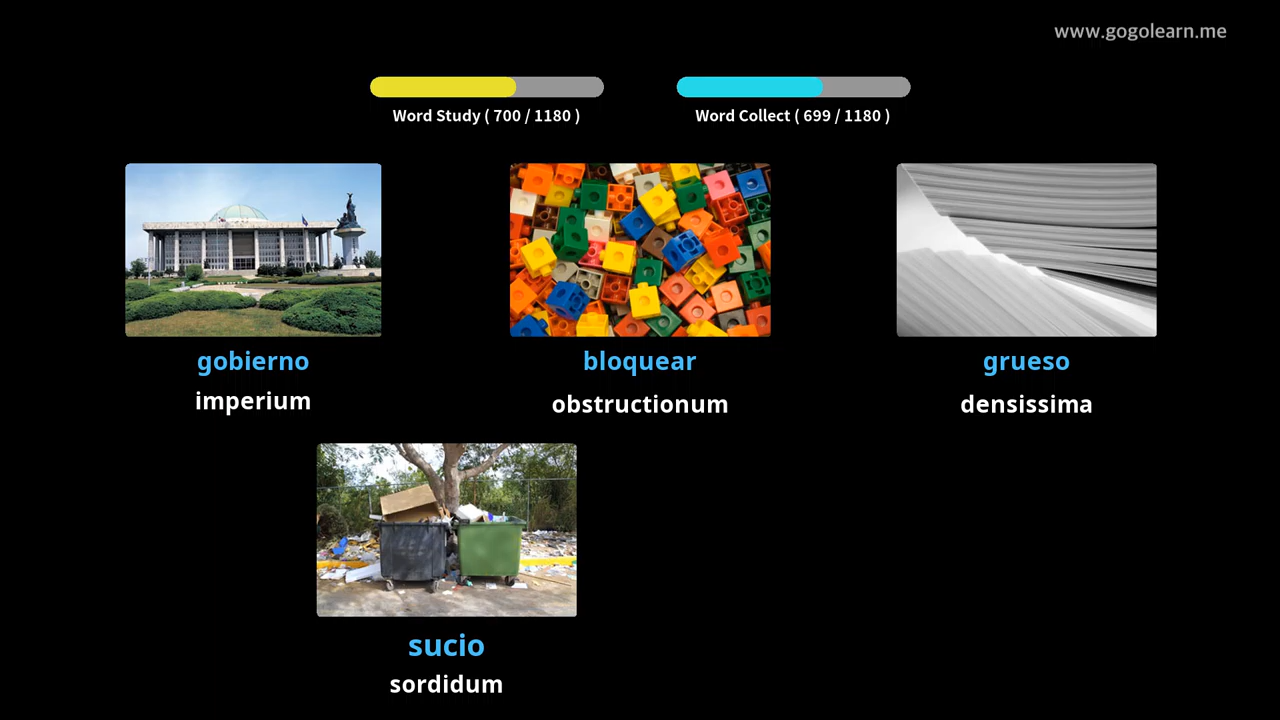 www.gogolearn.me
Word Study ( 700 / 1180 )
Word Collect ( 699 / 1180 )
gobierno
imperium
bloquear
obstructionum
grueso
densissima
sucio
sordidum